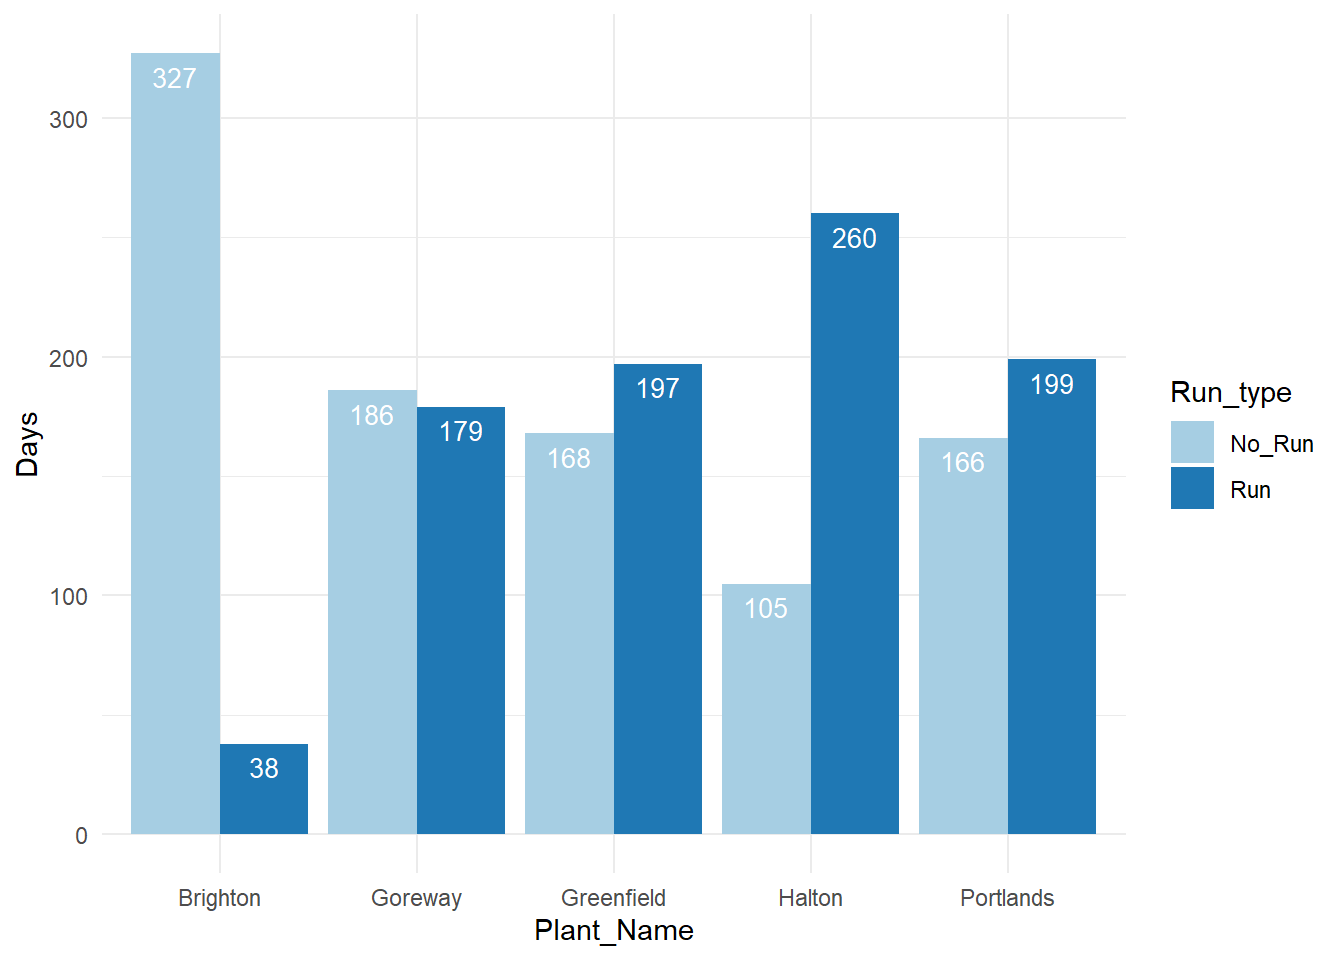 327
300
260
200
199
197
186
179
168
166
105
100
38
0
Days
Brighton Goreway Greenfield Halton Portlands
Plant_Name
Run_type
No_Run
Run